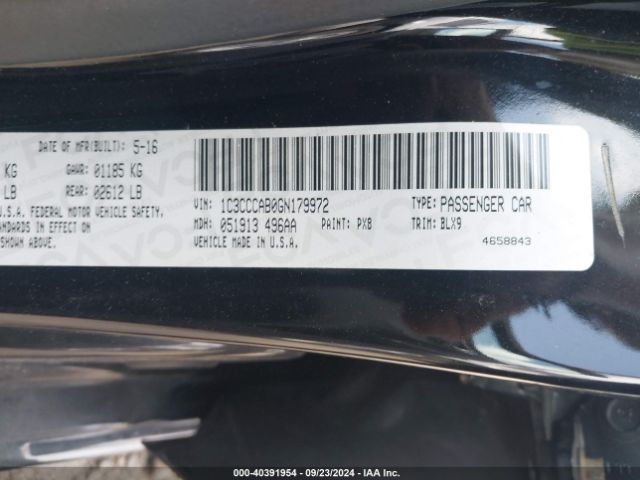 DATE OF MFR(BUILT): 5-16
KG GAWR: 01185 KG
LB REAR: 02612 LB
U.S.A. FEDERAL MOTOR VEHICLE SAFETY,
STANDARDS IN EFFECT ON
SHOWN ABOVE.
VIN: 1C3CCCAB0GN179972 TYPE: PASSENGER CAR
MDH: 051913 496AA PAINT: PX8 TRIM: BLX9
VEHICLE MADE IN U.S.A. 4658843
000-40391954 - 09/23/2024 - IAA Inc.